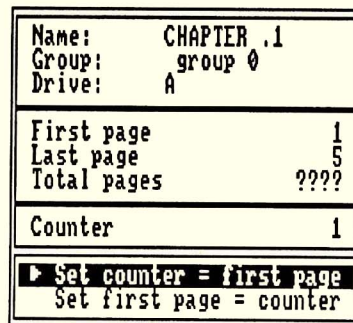 Name: CHAPTER .1
Group: group 0
Drive: A
First page 1
Last page 5
Total pages ????
Counter 1
Set counter = first page
Set first page = counter